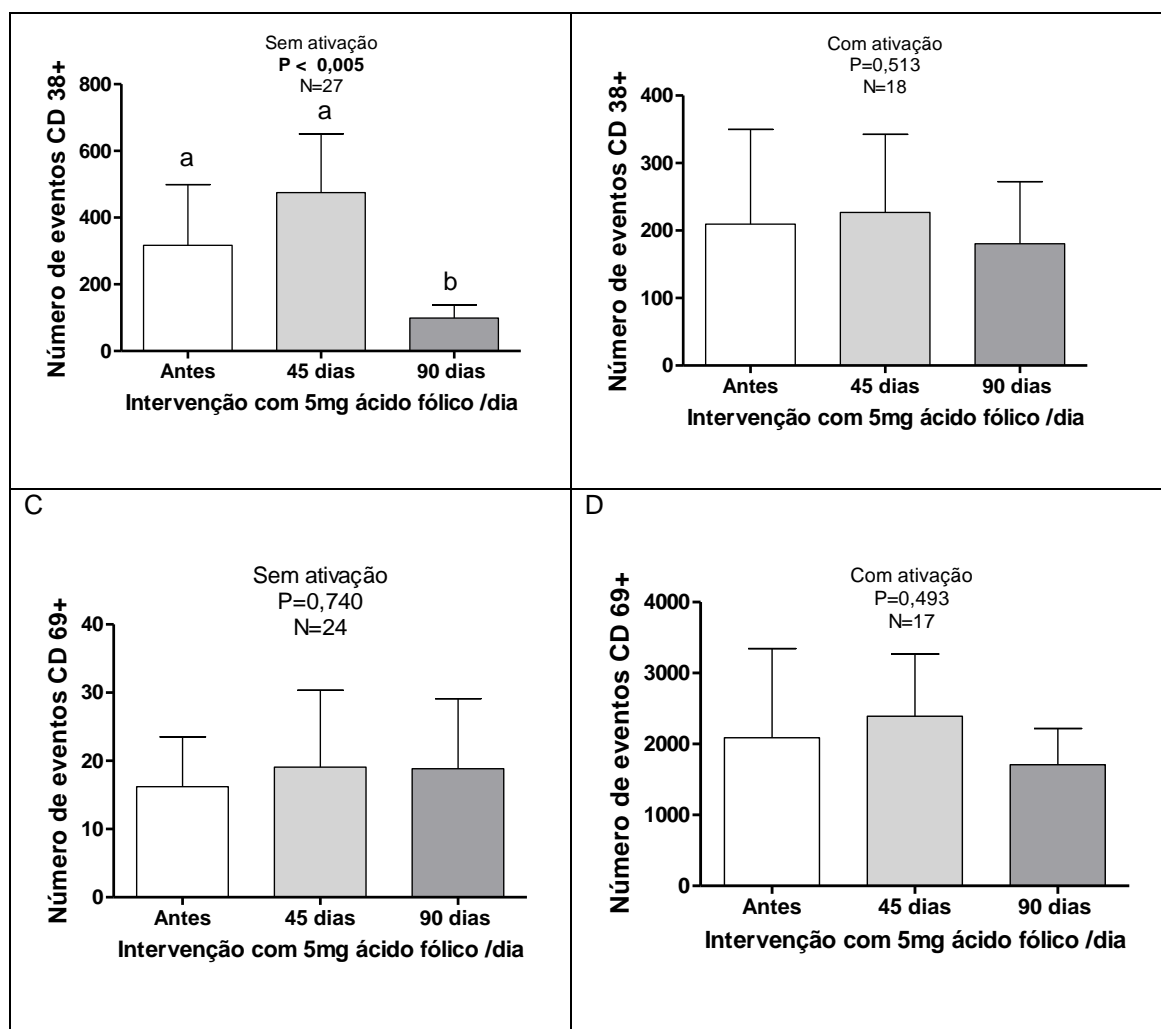 Sem ativação
P < 0,005
N=27
Número de eventos CD 38+
800
600
400
200
0
a
a
b
Antes
45 dias
90 dias
Intervenção com 5mg ácido fólico /dia
Com ativação
P=0,513
N=18
Número de eventos CD 38+
400
300
200
100
0
Antes
45 dias
90 dias
Intervenção com 5mg ácido fólico /dia
C
Sem ativação
P=0,740
N=24
Número de eventos CD 69+
40
30
20
10
0
Antes
45 dias
90 dias
Intervenção com 5mg ácido fólico /dia
D
Com ativação
P=0,493
N=17
Número de eventos CD 69+
4000
3000
2000
1000
0
Antes
45 dias
90 dias
Intervenção com 5mg ácido fólico /dia